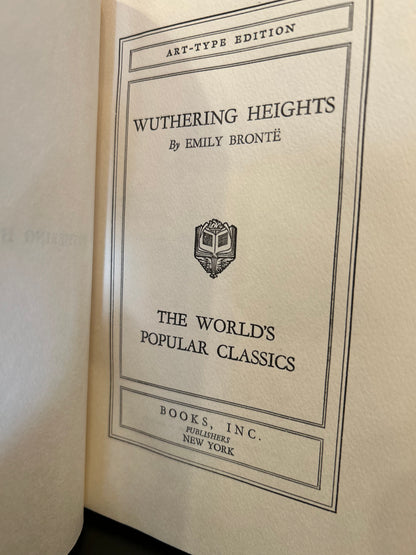 ART-TYPE EDITION
WUTHERING HEIGHTS
By EMILY BRONTË
THE WORLD'S
POPULAR CLASSICS
BOOKS, INC.
PUBLISHERS
NEW YORK